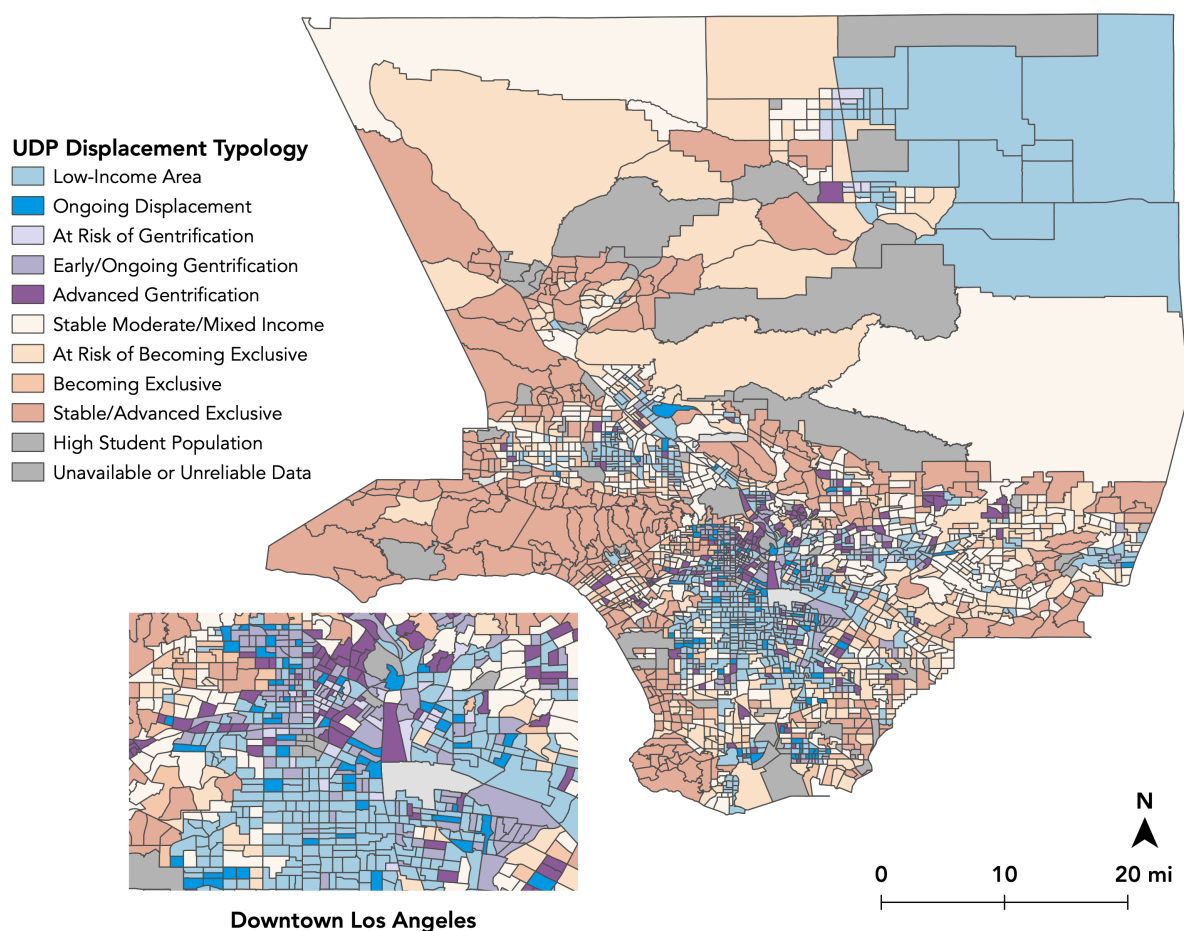 UDP Displacement Typology
Low-Income Area
Ongoing Displacement
At Risk of Gentrification
Early/Ongoing Gentrification
Advanced Gentrification
Stable Moderate/Mixed Income
At Risk of Becoming Exclusive
Becoming Exclusive
Stable/Advanced Exclusive
High Student Population
Unavailable or Unreliable Data
N
0 10 20 mi
Downtown Los Angeles